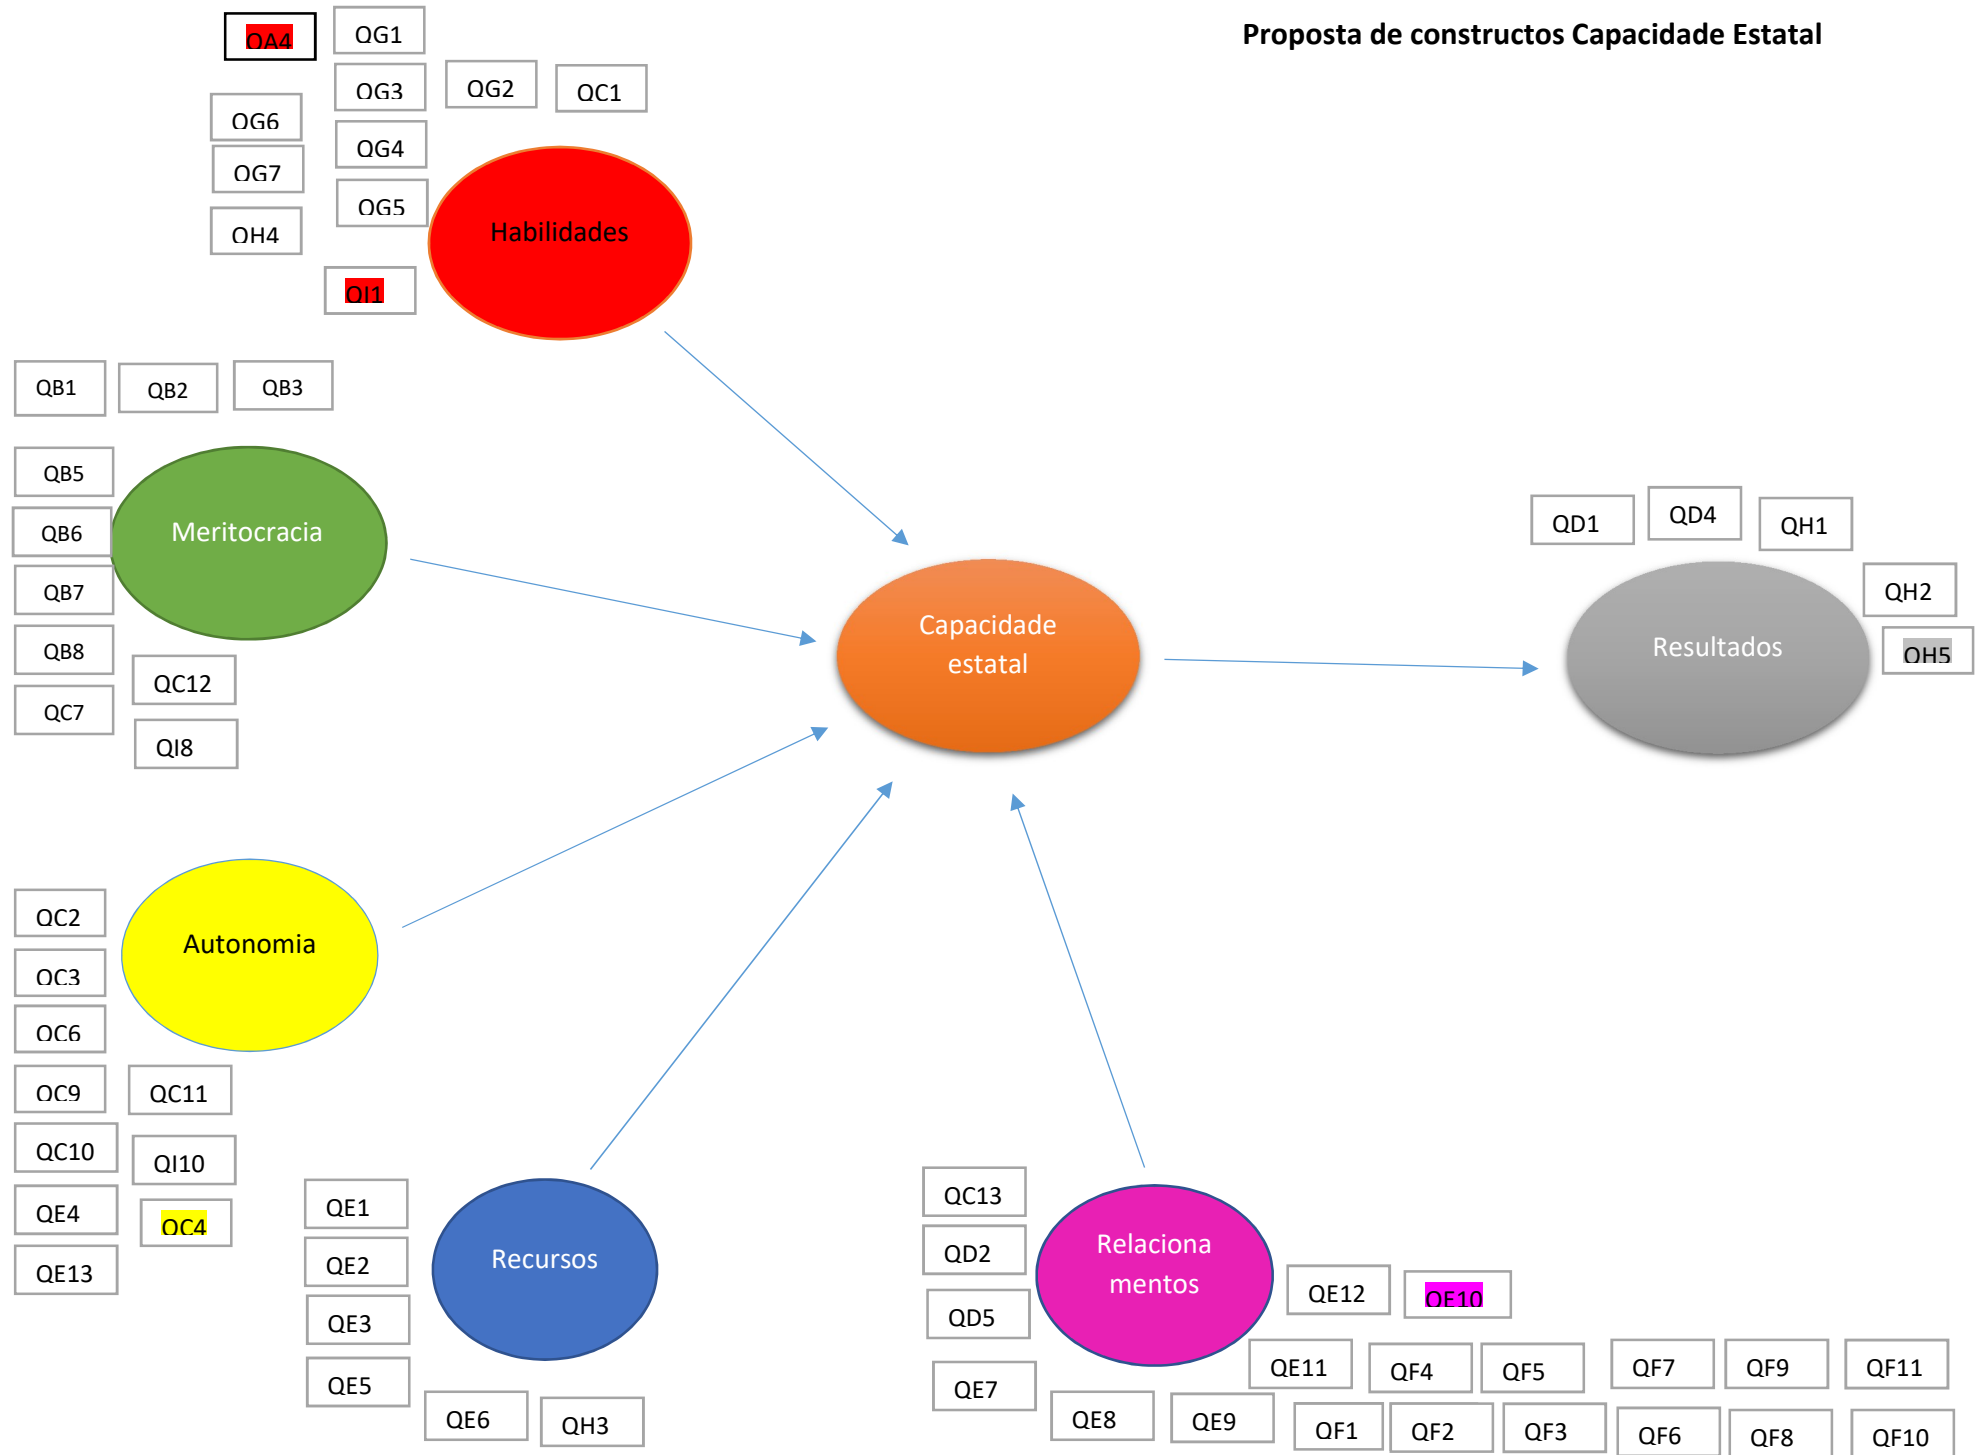 Proposta de constructos Capacidade Estatal
QA4
QG1
QG3
QG2
QC1
QG6
QG4
QG7
QG5
QH4
Habilidades
QI1
QB1
QB2
QB3
QB5
QB6
Meritocracia
QB7
QB8
QC12
QC7
QI8
Capacidade
estatal
QD1
QD4
QH1
QH2
Resultados
QH5
QC2
Autonomia
QC3
QC6
QC9
QC11
QC10
QI10
QE4
QC4
QE13
QE1
QE2
Recursos
QE3
QE5
QE6
QH3
QC13
QD2
Relaciona
mentos
QD5
QE12
QE10
QE7
QE11
QF4
QF5
QF7
QF9
QF11
QE8
QE9
QF1
QF2
QF3
QF6
QF8
QF10